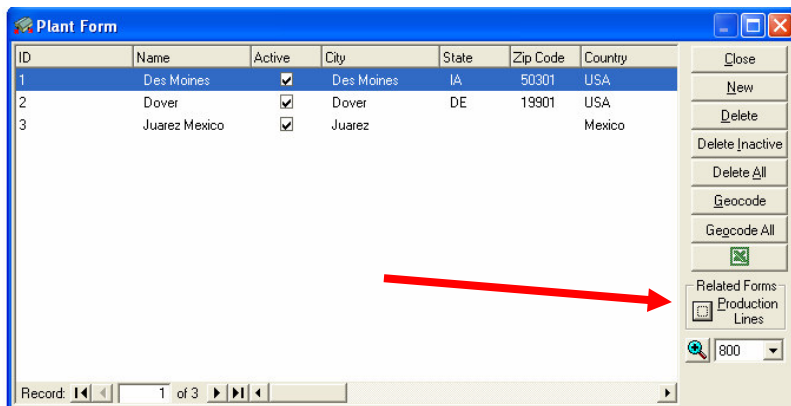 Plant Form
ID Name Active City State Zip Code Country
1 Des Moines Des Moines IA 50301 USA
2 Dover Dover DE 19901 USA
3 Juarez Mexico Juarez Mexico
Close
New
Delete
Delete Inactive
Delete All
Geocode
Geocode All
Related Forms
Production
Lines
800
Record: 1 of 3